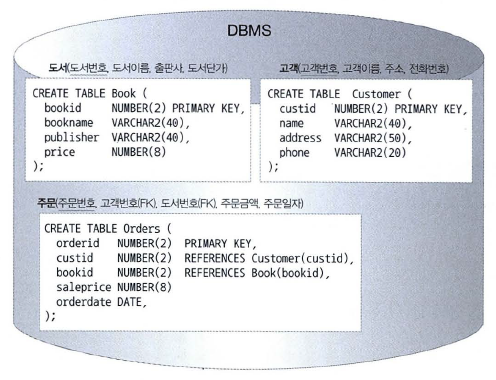 DBMS
도서(도서번호, 도서이름, 출판사, 도서단가)
CREATE TABLE Book (
bookid NUMBER(2) PRIMARY KEY,
bookname VARCHAR2(40),
publisher VARCHAR2(40),
price NUMBER(8)
);
고객(고객번호, 고객이름, 주소, 전화번호)
CREATE TABLE Customer (
custid NUMBER(2) PRIMARY KEY,
name VARCHAR2(40),
address VARCHAR2(50),
phone VARCHAR2(20)
);
주문(주문번호, 고객번호(FK), 도서번호(FK), 주문금액, 주문일자)
CREATE TABLE Orders (
orderid NUMBER(2) PRIMARY KEY,
custid NUMBER(2) REFERENCES Customer(custid),
bookid NUMBER(2) REFERENCES Book(bookid),
saleprice NUMBER(8)
orderdate DATE,
);